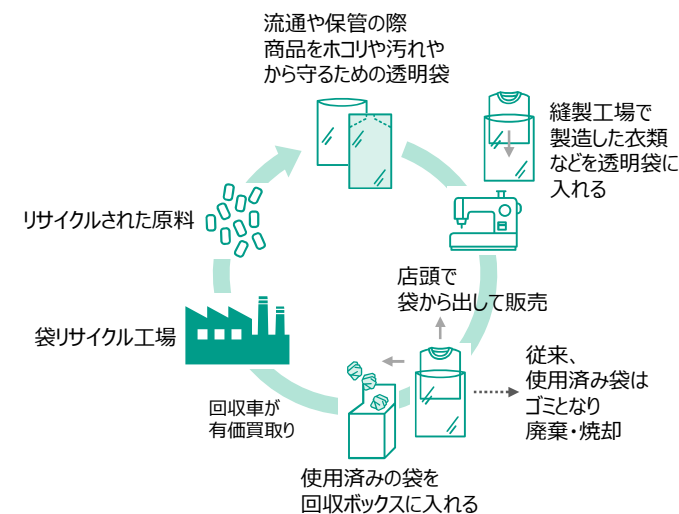 流通や保管の際
商品をホコリや汚れや
から守るための透明袋
縫製工場で
製造した衣類
などを透明袋に
入れる
リサイクルされた原料
店頭で
袋から出して販売
袋リサイクル工場
従来、
使用済み袋は
ゴミとなり
廃棄・焼却
回収車が
有価買取り
使用済みの袋を
回収ボックスに入れる